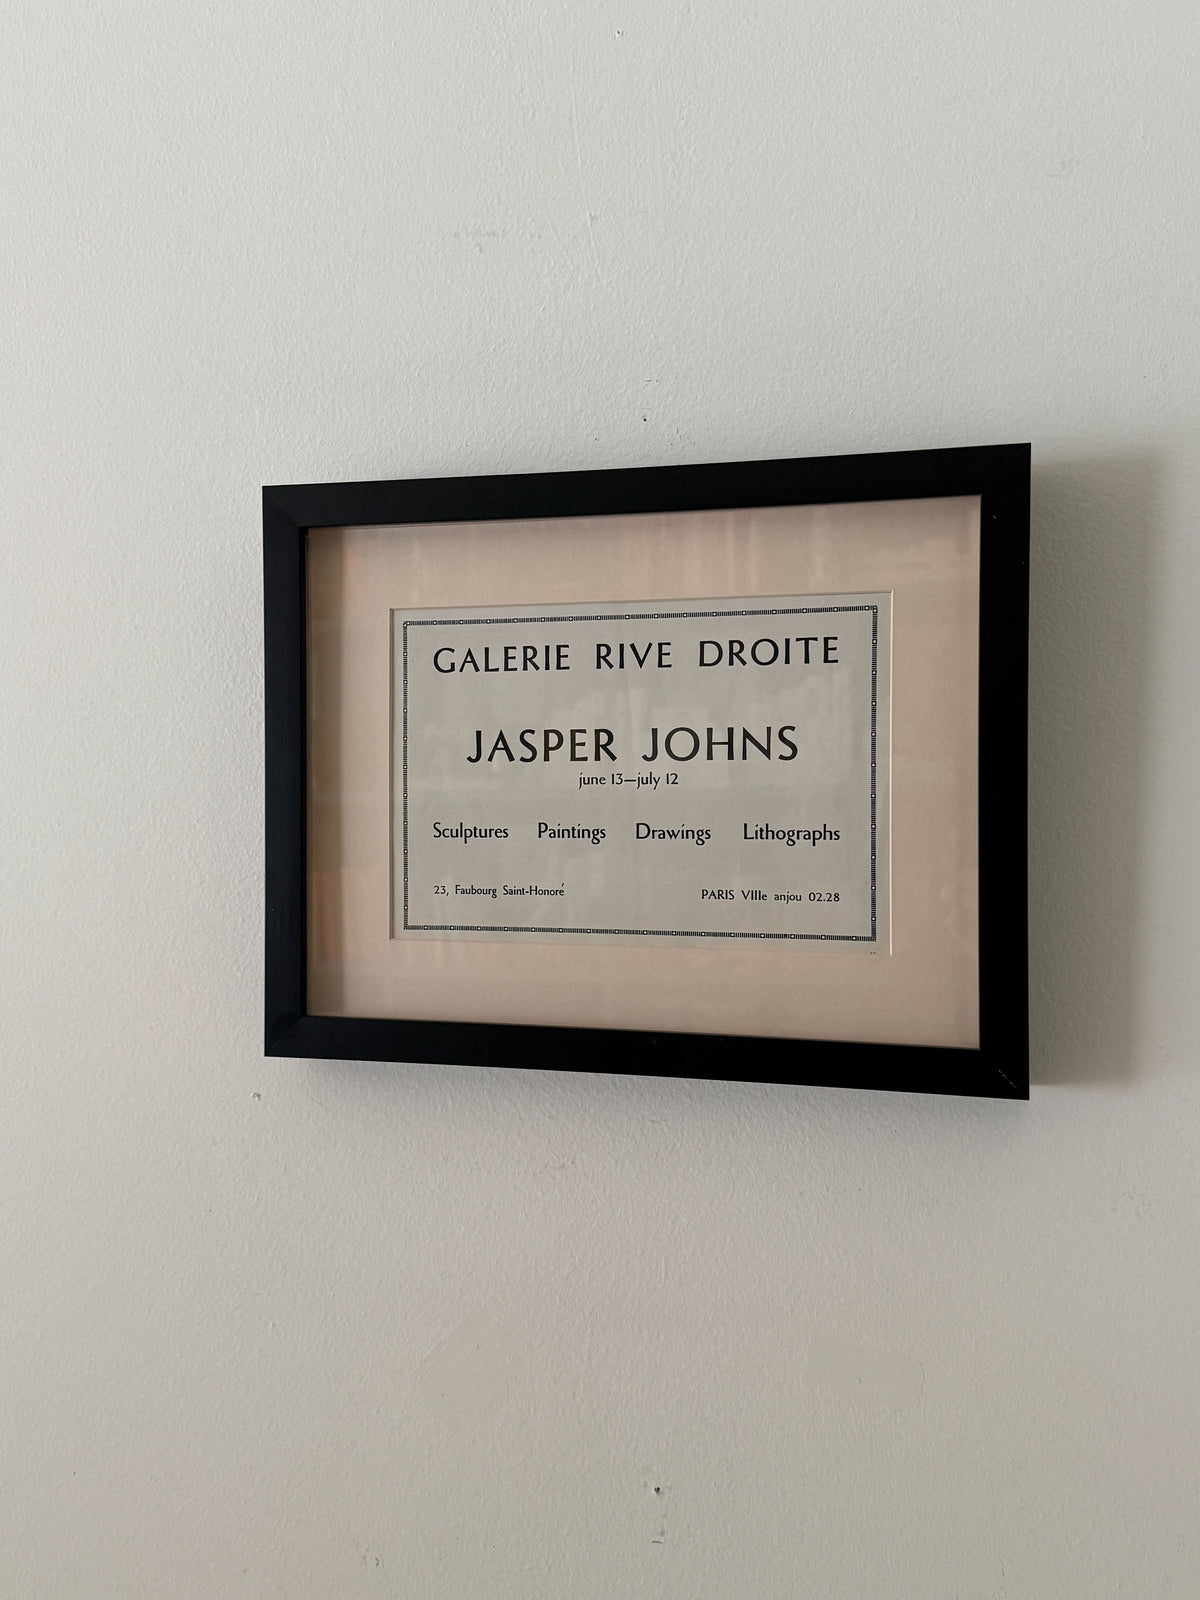 GALERIE RIVE DROITE
JASPER JOHNS
june 13—july 12
Sculptures Paintings Drawings Lithographs
23, Faubourg Saint-Honoré PARIS VIIIe anjou 02.28